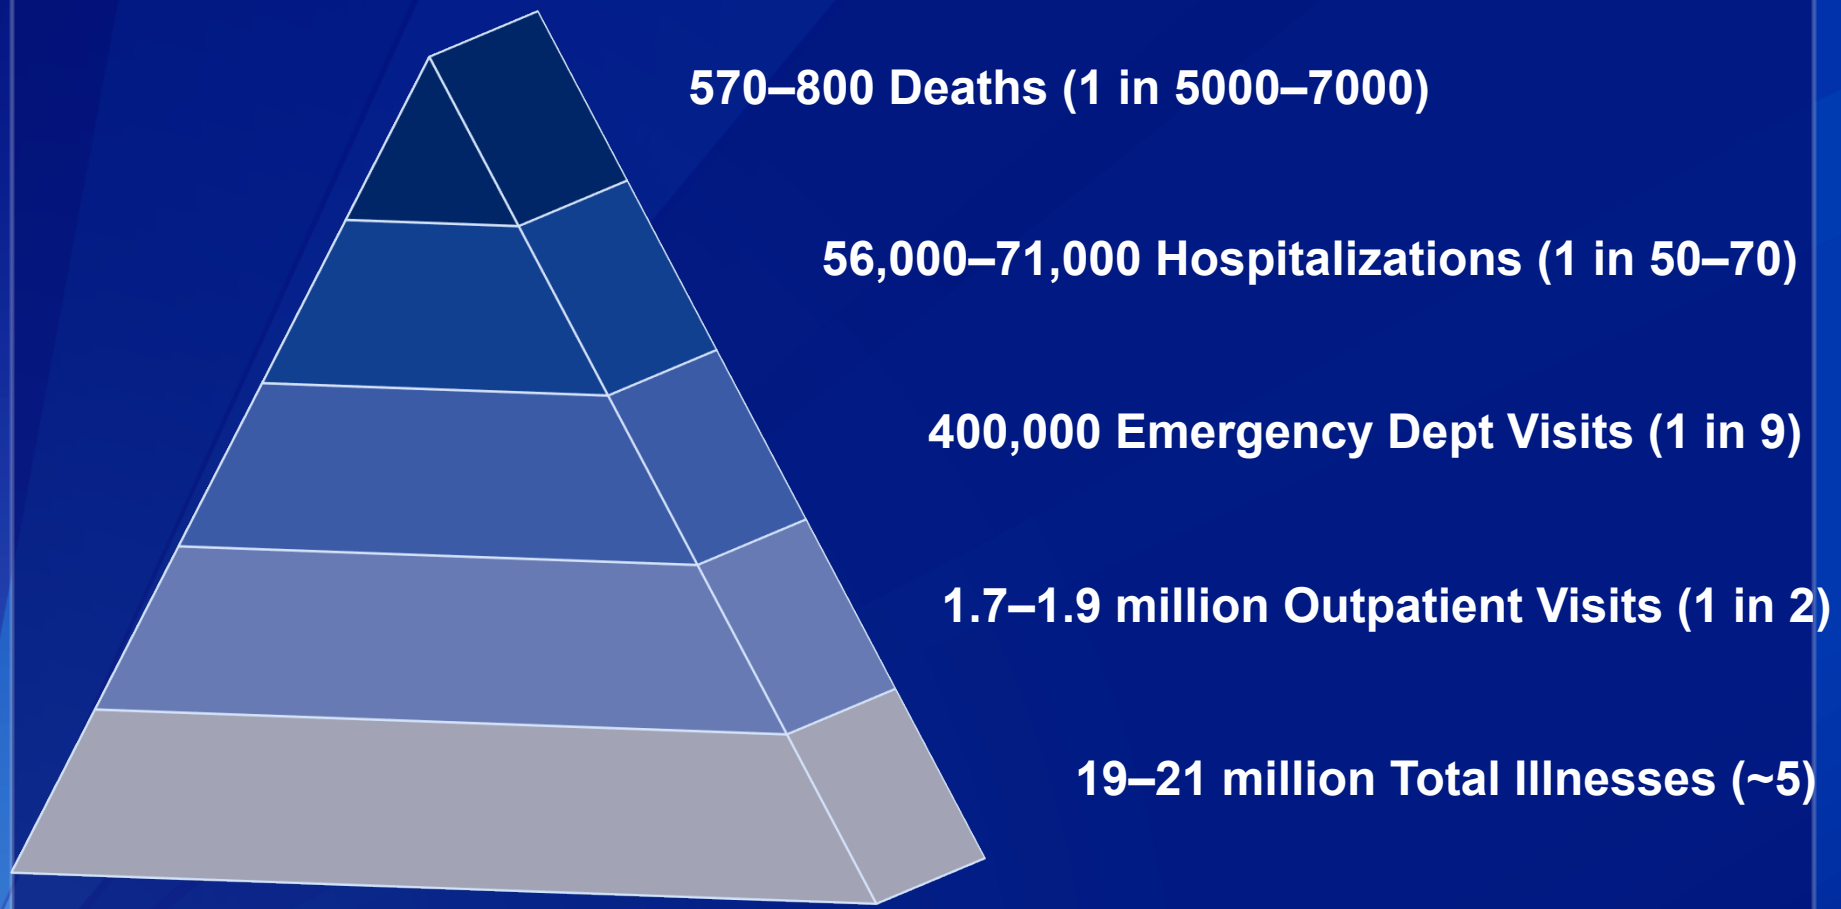 570–800 Deaths (1 in 5000–7000)
56,000–71,000 Hospitalizations (1 in 50–70)
400,000 Emergency Dept Visits (1 in 9)
1.7–1.9 million Outpatient Visits (1 in 2)
19–21 million Total Illnesses (~5)